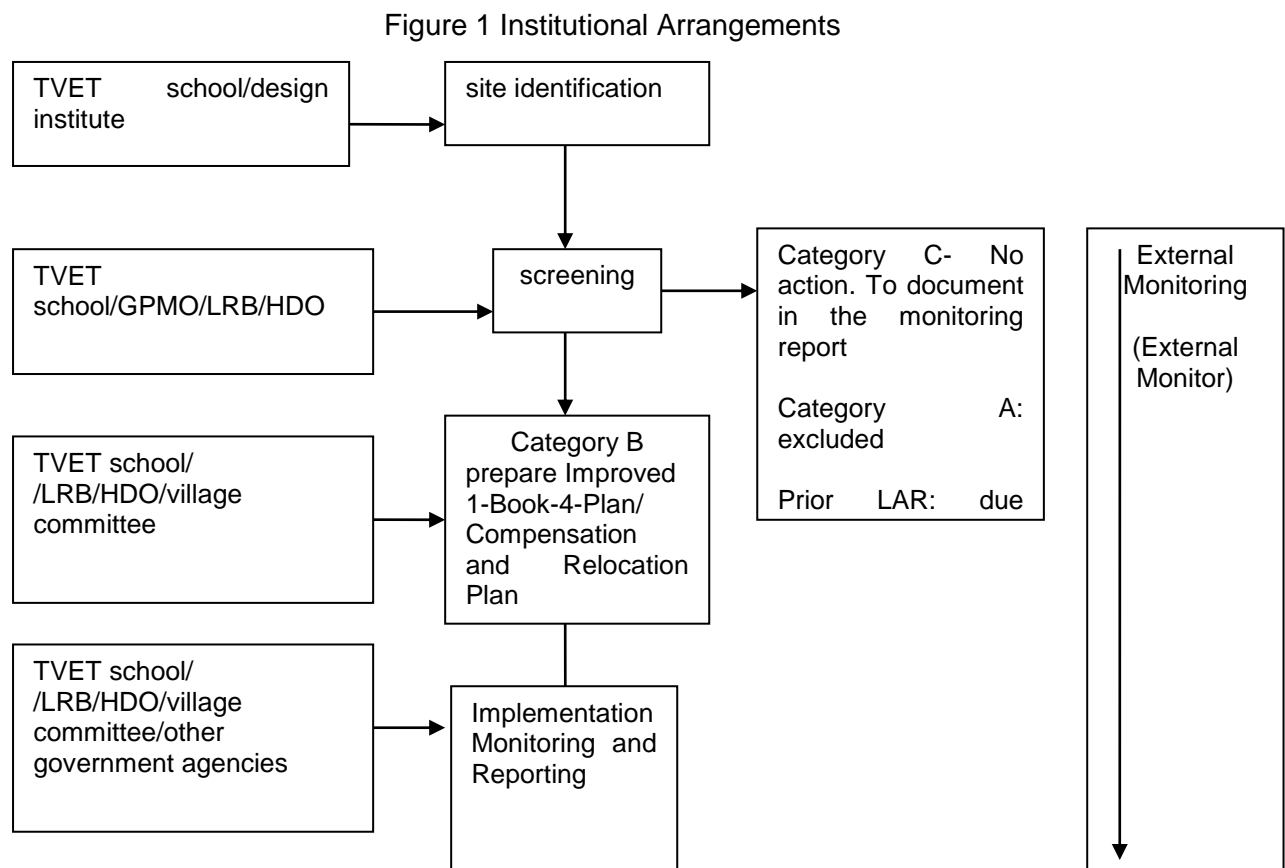 Figure 1 Institutional Arrangements
TVET school/design
institute
site identification
TVET
school/GPMO/LRB/HDO
screening
Category C- No
action. To document
in the monitoring
report
Category A:
excluded
Prior LAR: due
External
Monitoring
(External
Monitor)
TVET school/
/LRB/HDO/village
committee
Category B
prepare Improved
1-Book-4-Plan/
Compensation
and Relocation
Plan
TVET school/
/LRB/HDO/village
committee/other
government agencies
Implementation
Monitoring and
Reporting